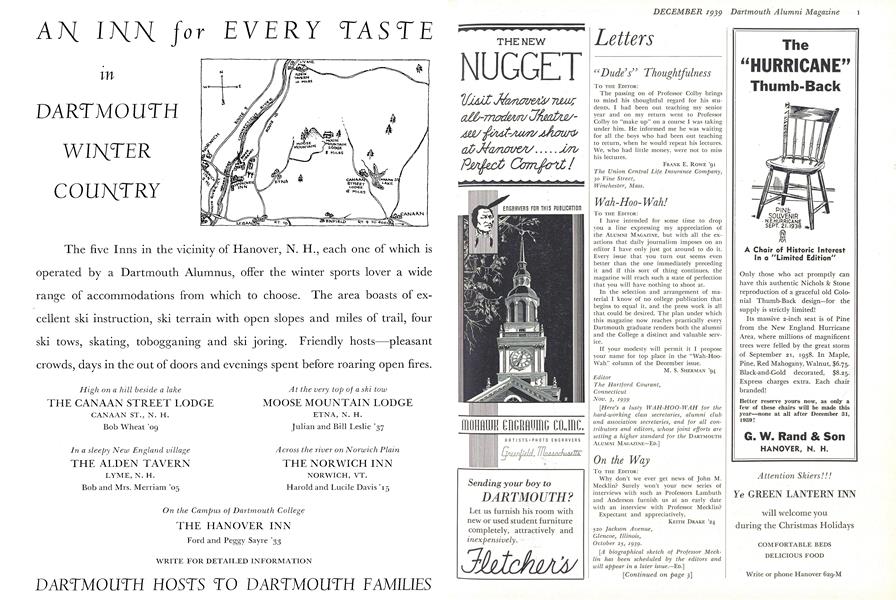 AN INN for EVERY TASTE
in
DARTMOUTH
WINTER
COUNTRY
The five Inns in the vicinity of Hanover, N. H., each one of which is
operated by a Dartmouth Alumnus, offer the winter sports lover a wide
range of accommodations from which to choose. The area boasts of ex-
cellent ski instruction, ski terrain with open slopes and miles of trail, four
ski tows, skating, tobogganing and ski joring. Friendly hosts—pleasant
crowds, days in the out of doors and evenings spent before roaring open fires.
High on a hill beside a lake
THE CANAAN STREET LODGE
CANAAN ST., N. H.
Bob Wheat '09
At the very top of a ski tow
MOOSE MOUNTAIN LODGE
ETNA, N. H.
Julian and Bill Leslie '37
In a sleepy New England village
THE ALDEN TAVERN
LYME, N. H.
Bob and Mrs. Merriam '05
Across the river on Norwich Plain
THE NORWICH INN
NORWICH, VT.
Harold and Lucile Davis '15
On the Campus of Dartmouth College
THE HANOVER INN
Ford and Peggy Sayre '33
WRITE FOR DETAILED INFORMATION
DARTMOUTH HOSTS TO DARTMOUTH FAMILIES
DECEMBER 1939 Dartmouth Alumni Magazine 1
THE NEW
NUGGET
Visit Hanover's new,
all-modern Theatre-
see first-run shows
at Hanover.....in
Perfect Comfort!
ENGRAVERS FOR THIS PUBLICATION
MOHAWK ENGRAVING CO., INC.
ARTISTS-PHOTO ENGRAVERS
Greenfield, Massachusetts
Sending your boy to
DARTMOUTH?
Let us furnish his room with
new or used student furniture
completely, attractively and
inexpensively.
Fletcher's
Letters
"Dude's" Thoughtfulness
TO THE EDITOR:
The passing of Professor Colby brings
to mind his thoughtful regard for his stu-
dents. I had been out teaching my senior
year and on my return went to Professor
Colby to "make up" on a course I was taking
under him. He informed me he was waiting
for all the boys who had been out teaching
to return, when he would repeat his lectures.
We, who had little money, were not to miss
his lectures.
FRANK E. ROWE '91
The Union Central Life Insurance Company,
30 Pine Street,
Winchester, Mass.
Wah-Hoo-Wah!
TO THE EDITOR:
I have intended for some time to drop
you a line expressing my appreciation of
the ALUMNI MAGAZINE, but with all the ex-
actions that daily journalism imposes on an
editor I have only just got around to do it.
Every issue that you turn out seems even
better than the one immediately preceding
it and if this sort of thing continues, the
magazine will reach such a state of perfection
that you will have nothing to shoot at.
In the selection and arrangement of ma-
terial I know of no college publication that
begins to equal it, and the press work is all
that could be desired. The plan under which
this magazine now reaches practically every
Dartmouth graduate renders both the alumni
and the College a distinct and valuable serv-
ice.
If your modesty will permit it I propose
your name for top place in the "Wah-Hoo-
Wah" column of the December issue.
M. S. SHERMAN '94
Editor
The Hartford Courant,
Connecticut
Nov. 3, 1939
[Here's a lusty WAH-HOO-WAH for the
hard-working class secretaries, alumni club
and association secretaries, and for all con-
tributors and editors, whose joint efforts are
setting a higher standard for the DARTMOUTH
ALUMNI MAGAZINE—ED.]
On the Way
TO THE EDITOR:
Why don't we ever get news of John M.
Mecklin? Surely won't your new series of
interviews with such as Professors Lambuth
and Anderson furnish us at an early date
with an interview with Professor Mecklin?
Expectant and appreciatively,
KEITH DRAKE '24
520 Jackson Avenue,
Glencoe, Illinois,
October 25, 1939.
[A biographical sketch of Professor Meck-
lin has been scheduled by the editors and
will appear in a later issue.—ED.]
[Continued on page 3]
The
"HURRICANE"
Thumb-Back
PINE
SOUVENIR
N.E. HURRICANE
SEPT. 21, 1938
A Chair of Historic Interest
In a "Limited Edition"
Only those who act promptly can
have this authentic Nichols & Stone
reproduction of a graceful old Colo-
nial Thumb-Back design—for the
supply is strictly limited!
Its massive 2-inch seat is of Pine
from the New England Hurricane
Area, where millions of magnificent
trees were felled by the great storm
of September 21, 1938. In Maple,
Pine, Red Mahogany, Walnut, $6.75.
Black-and-Gold decorated, $8.25.
Express charges extra. Each chair
branded!
Better reserve yours now, as only a
few of these chairs will be made this
year—none at all after December 31,
1939!
G. W. Rand & Son
HANOVER, N. H.
Attention Skiers!!!
Ye GREEN LANTERN INN
will welcome you
during the Christmas Holidays
COMFORTABLE BEDS
DELICIOUS FOOD
Write or phone Hanover 629-M